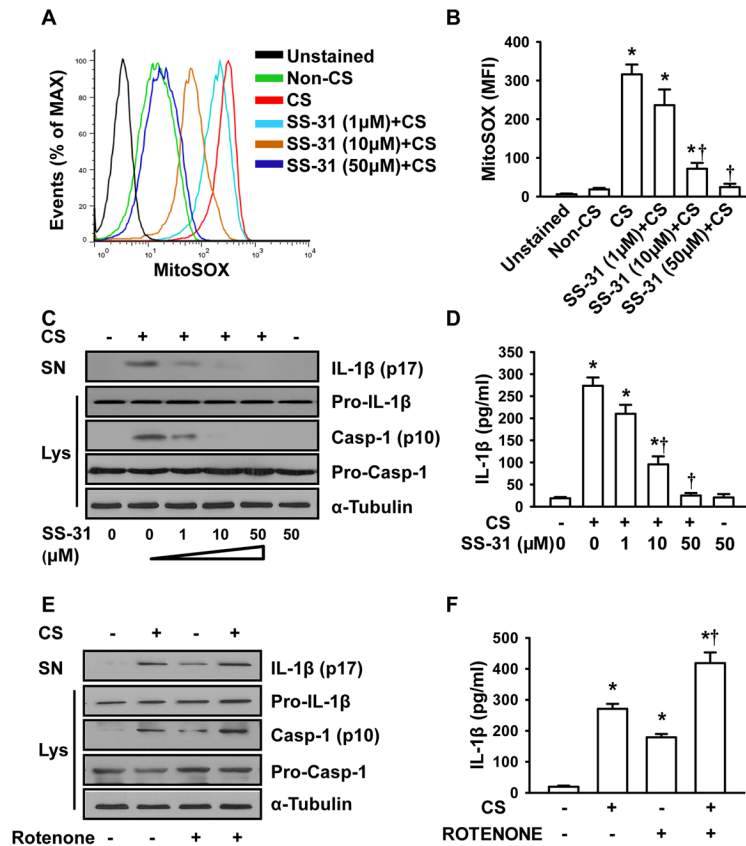 A
Events (% of MAX)
10⁰ 10¹ 10² 10³ 10⁴
MitoSOX
Unstained
Non-CS
CS
SS-31 (1μM)+CS
SS-31 (10μM)+CS
SS-31 (50μM)+CS
B
MitoSOX (MFI)
400
300
200
100
0
* * *† †
Unstained
Non-CS
CS
SS-31 (1μM)+CS
SS-31 (10μM)+CS
SS-31 (50μM)+CS
C
CS - + + + + -
SN IL-1β (p17)
Pro-IL-1β
Lys Casp-1 (p10)
Pro-Casp-1
α-Tubulin
SS-31 0 0 1 10 50 50
(μM)
D
IL-1β (pg/ml)
350
300
250
200
150
100
50
0
* * *† †
CS - + + + + -
SS-31 (μM) 0 0 1 10 50 50
E
CS - + - +
SN IL-1β (p17)
Pro-IL-1β
Lys Casp-1 (p10)
Pro-Casp-1
α-Tubulin
Rotenone - - + +
F
IL-1β (pg/ml)
500
400
300
200
100
0
* * *†
CS - + - +
ROTENONE - - + +